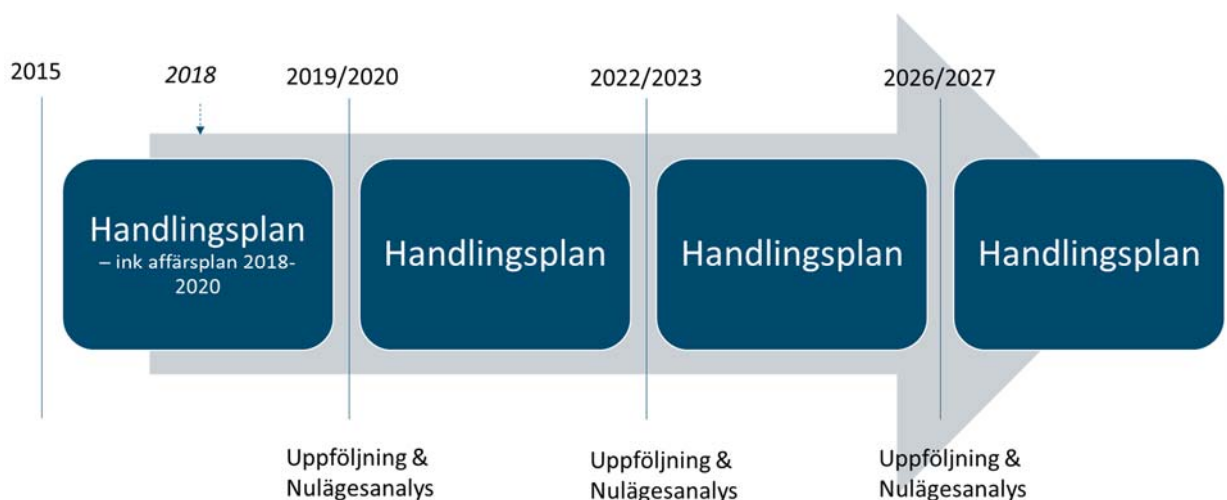 2015
2018
2019/2020
2022/2023
2026/2027
Handlingsplan
– ink affärsplan 2018-
2020
Handlingsplan
Handlingsplan
Handlingsplan
Uppföljning &
Nulägesanalys
Uppföljning &
Nulägesanalys
Uppföljning &
Nulägesanalys